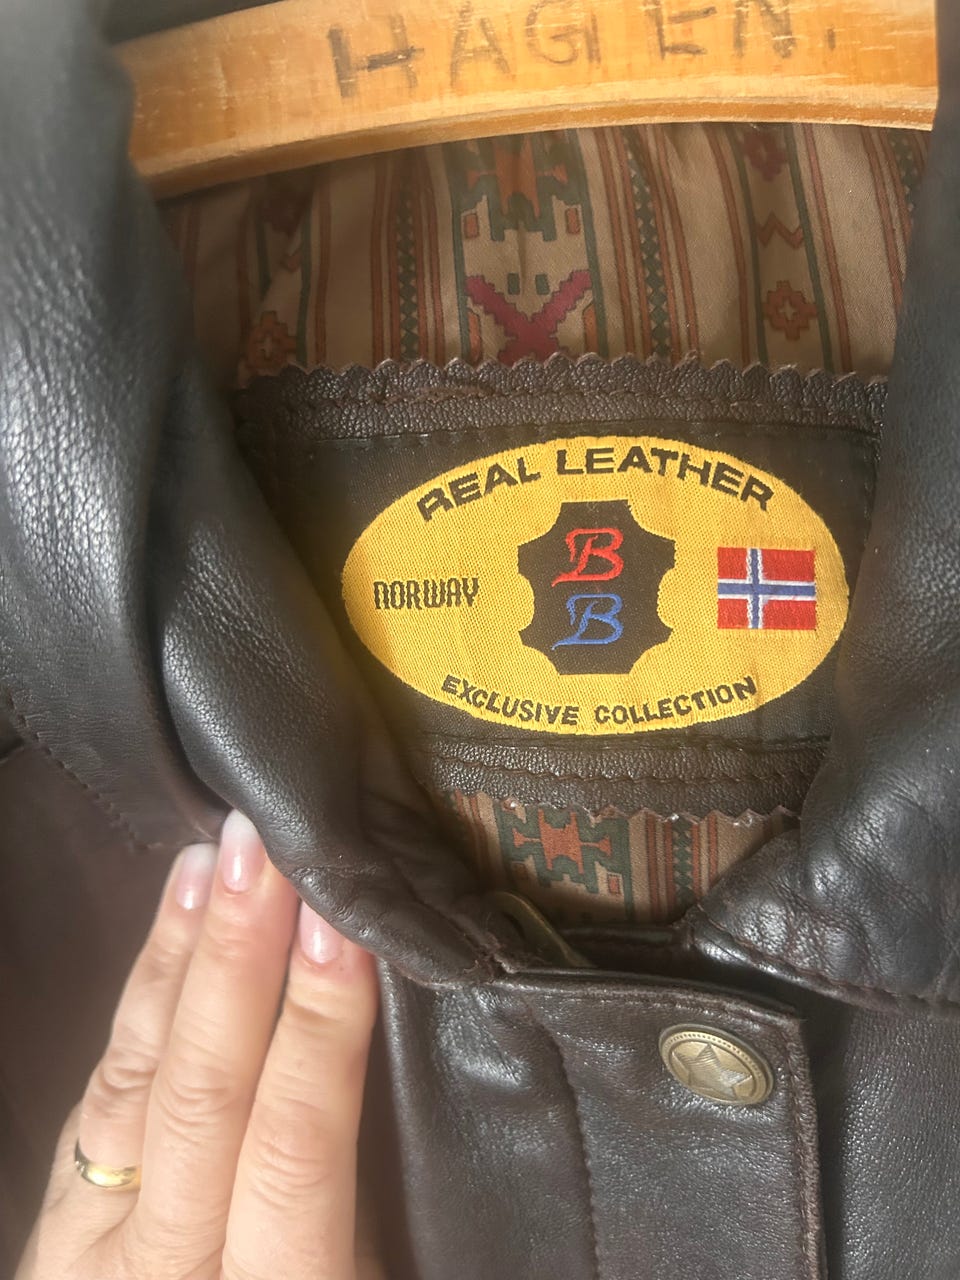 HAGEN.
REAL LEATHER
NORWAY
B
B
EXCLUSIVE COLLECTION